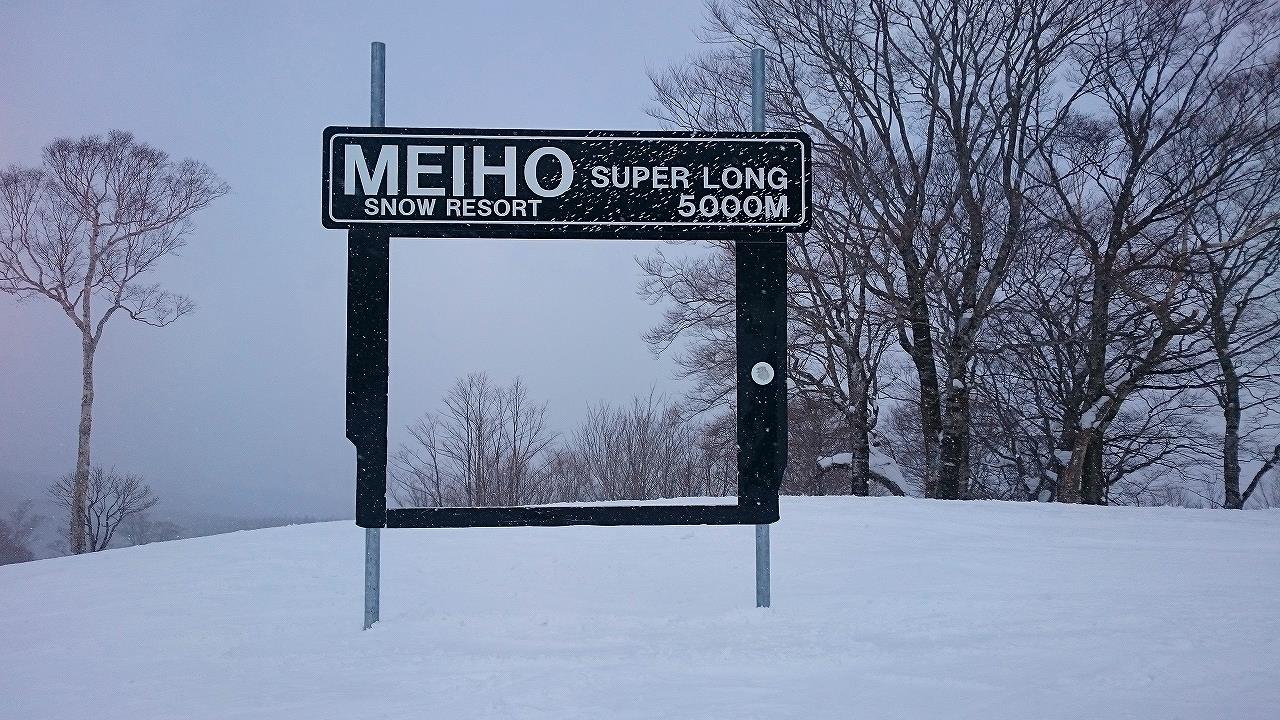 MEIHO SUPER LONG
SNOW RESORT 5000M